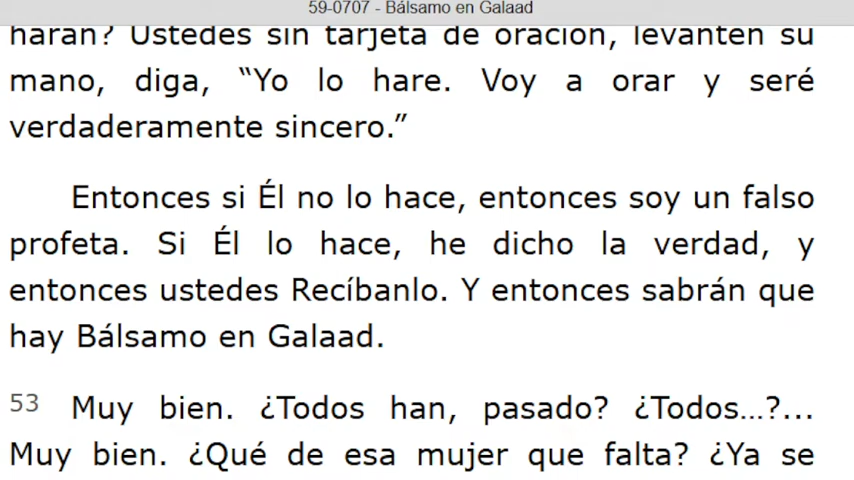 59-0707 - Bálsamo en Galaad
harán? Ustedes sin tarjeta de oración, levanten su
mano, diga, “Yo lo hare. Voy a orar y seré
verdaderamente sincero.”
Entonces si Él no lo hace, entonces soy un falso
profeta. Si Él lo hace, he dicho la verdad, y
entonces ustedes Recíbanlo. Y entonces sabrán que
hay Bálsamo en Galaad.
53 Muy bien. ¿Todos han, pasado? ¿Todos...?...
Muy bien. ¿Qué de esa mujer que falta? ¿Ya se